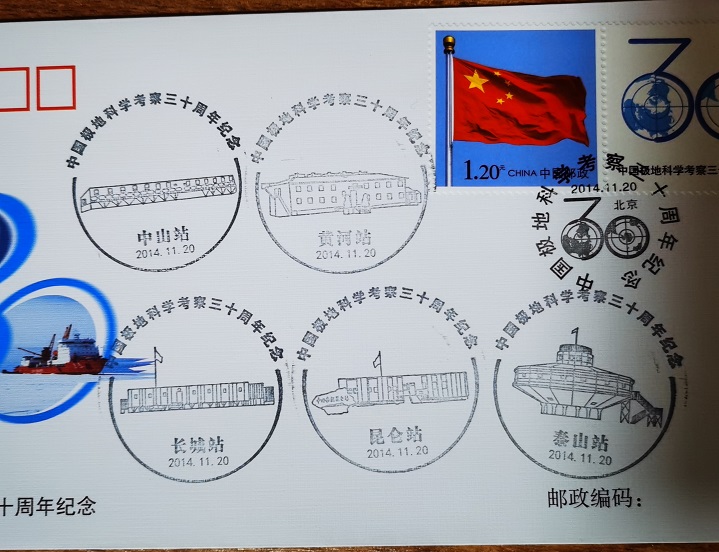 中国极地科学考察三十周年纪念
中山站
2014.11.20
中国极地科学考察三十周年纪念
黄河站
2014.11.20
1.20元 CHINA 中国邮政
30
中国极地科学考察三
中国极地科学考察三十周年纪念
2014.11.20
北京
30
中国极地科学考察三十周年纪念
长城站
2014.11.20
中国极地科学考察三十周年纪念
昆仑站
2014.11.20
中国极地科学考察三十周年纪念
泰山站
2014.11.20
十周年纪念
邮政编码：